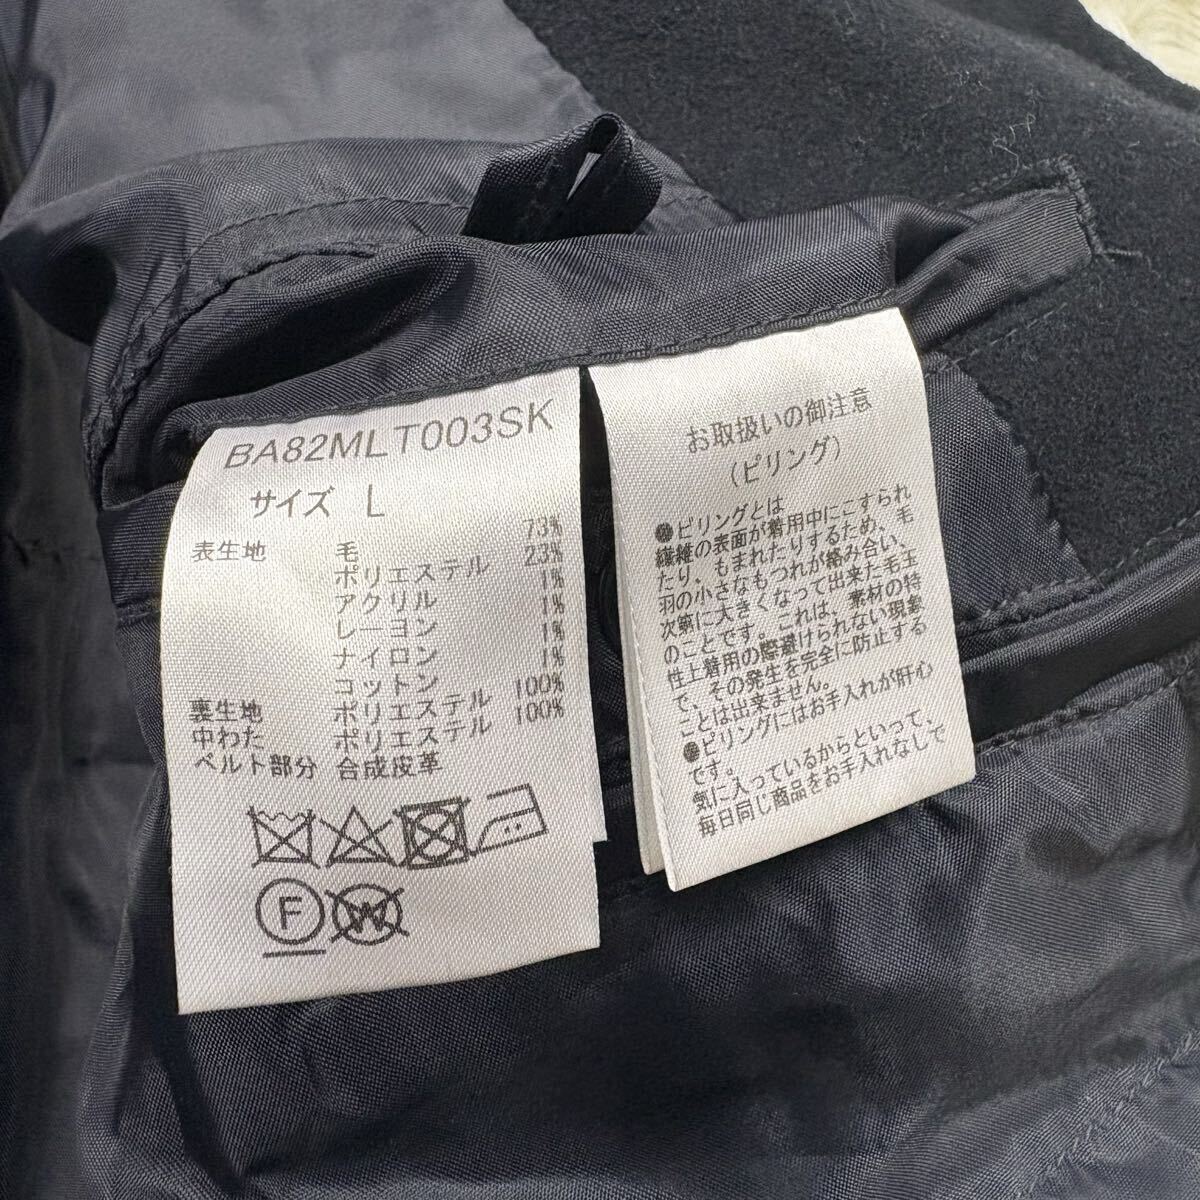 BA82MLT003SK
サイズ L
表生地 毛 73%
ポリエステル 23%
アクリル 1%
レーヨン 1%
ナイロン 1%
コットン 1%
裏生地 ポリエステル 100%
中わた ポリエステル 100%
ベルト部分 合成皮革
F
W
お取扱いの御注意
(ピリング)
●ピリングとは
繊維の表面が着用中にこすられ
たり、もまれたりするため、毛
羽の小さなもつれが絡み合い、
次第に大きくなって出来た毛玉
のことです。これは、素材の特
性上着用の際避けられない現象
で、その発生を完全に防止する
ことは出来ません。
●ピリングにはお手入れが肝心
です。
気に入っているからといって、
毎日同じ商品をお手入れなしで